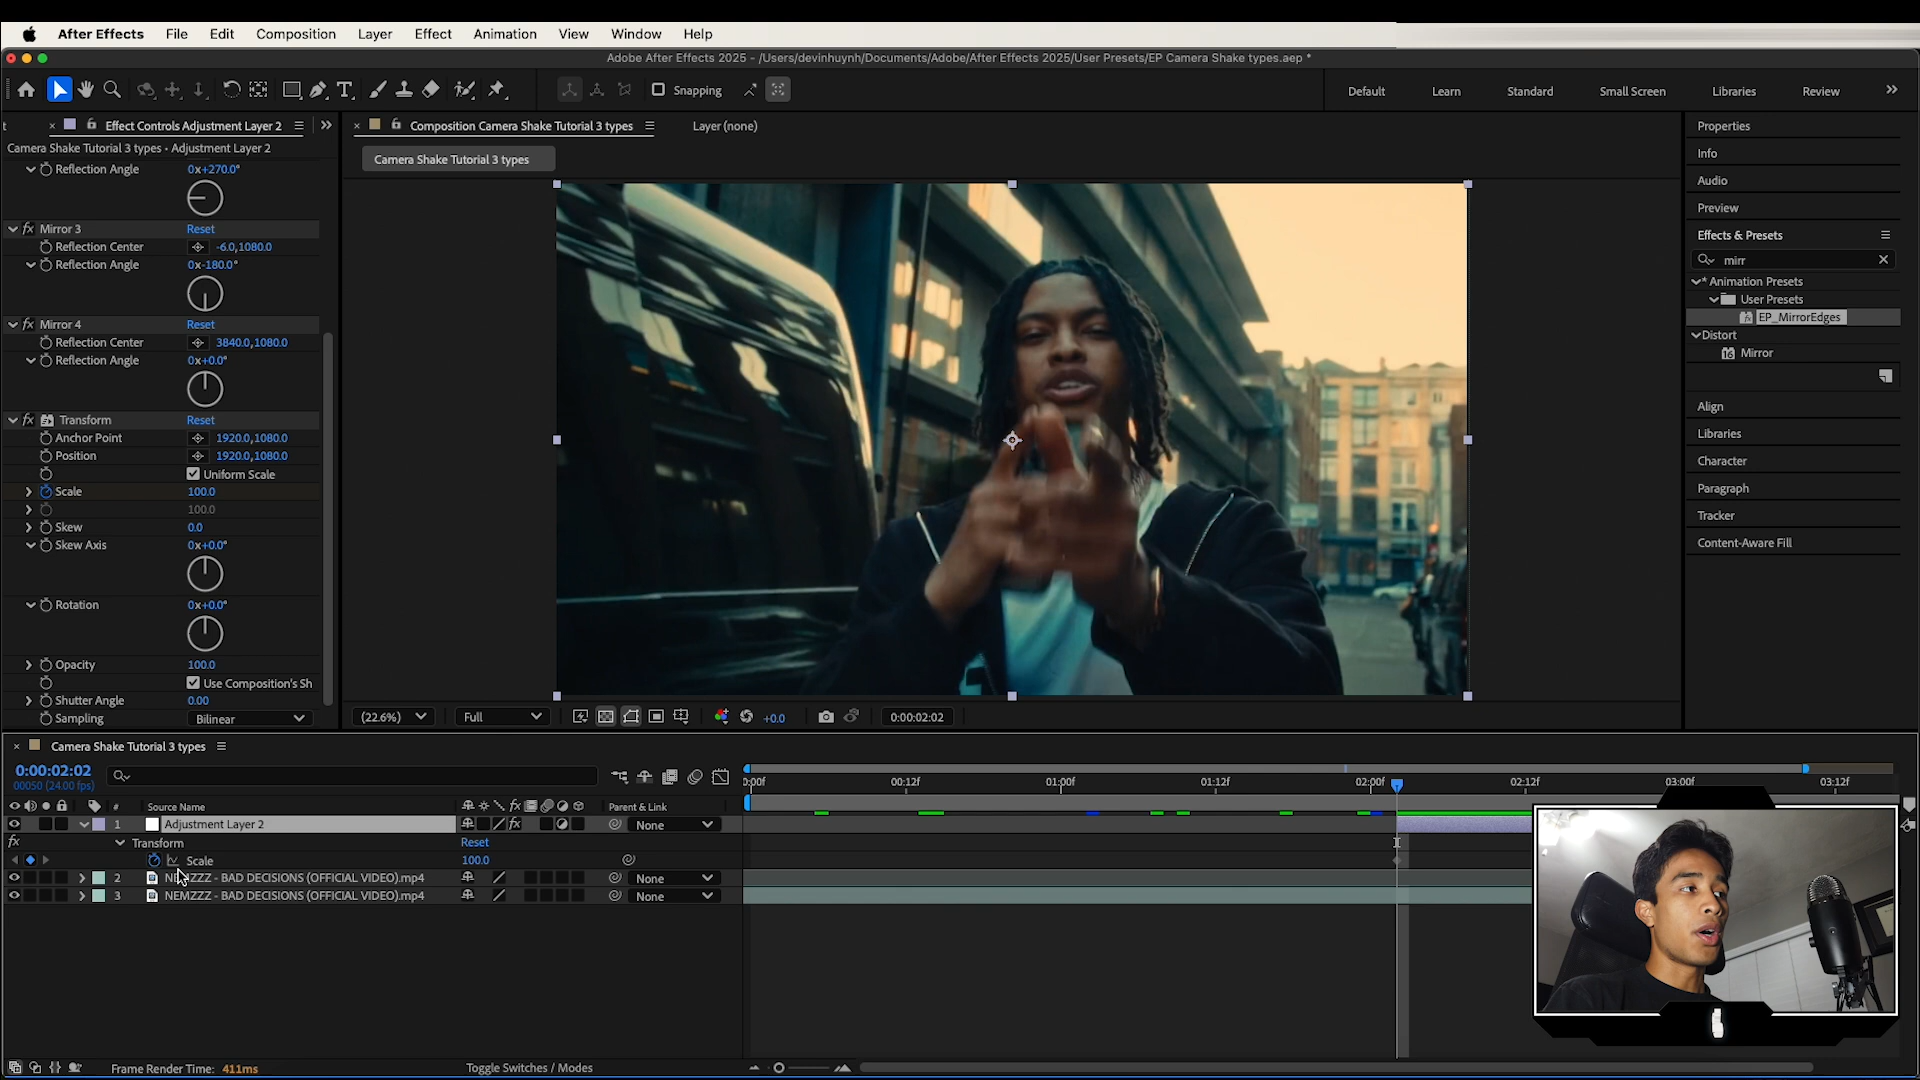 After Effects File Edit Composition Layer Effect Animation View Window Help
Adobe After Effects 2025 - /Users/devinhuynh/Documents/Adobe/After Effects 2025/User Presets/EP Camera Shake types.aep *
Snapping
Default Learn Standard Small Screen Libraries Review
Effect Controls Adjustment Layer 2
Camera Shake Tutorial 3 types • Adjustment Layer 2
Reflection Angle 0x+270.0°
fx Mirror 3 Reset
Reflection Center -6.0,1080.0
Reflection Angle 0x-180.0°
fx Mirror 4 Reset
Reflection Center 3840.0,1080.0
Reflection Angle 0x+0.0°
fx Transform Reset
Anchor Point 1920.0,1080.0
Position 1920.0,1080.0
Uniform Scale
Scale 100.0
100.0
Skew 0.0
Skew Axis 0x+0.0°
Rotation 0x+0.0°
Opacity 100.0
Use Composition's Sh
Shutter Angle 0.00
Sampling Bilinear
Composition Camera Shake Tutorial 3 types Layer (none)
Camera Shake Tutorial 3 types
(22.6%) Full +0.0 0:00:02:02
Properties
Info
Audio
Preview
Effects & Presets
mirr
* Animation Presets
User Presets
EP_MirrorEdges
Distort
16 Mirror
Align
Libraries
Character
Paragraph
Tracker
Content-Aware Fill
Camera Shake Tutorial 3 types
0:00:02:02
00050 (24.00 fps)
0:00f 00:12f 01:00f 01:12f 02:00f 02:12f 03:00f 03:12f
# Source Name fx Parent & Link
1 Adjustment Layer 2 fx None
fx Transform Reset
Scale 100.0
2 NEMZZZ - BAD DECISIONS (OFFICIAL VIDEO).mp4 None
3 NEMZZZ - BAD DECISIONS (OFFICIAL VIDEO).mp4 None
Frame Render Time: 411ms Toggle Switches / Modes